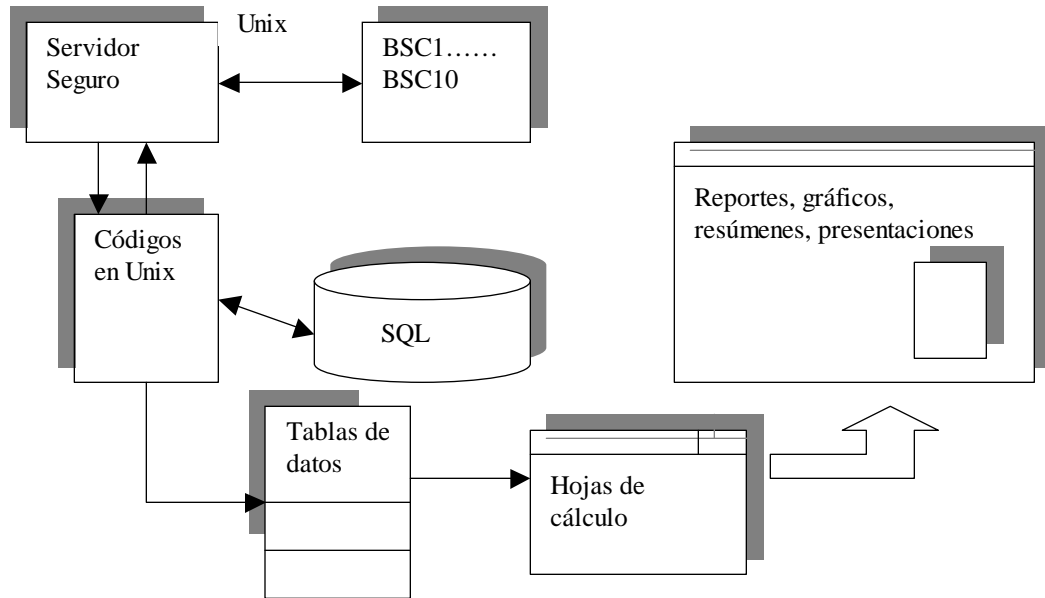 Unix
Servidor
Seguro
BSC1……
BSC10
Códigos
en Unix
SQL
Reportes, gráficos,
resúmenes, presentaciones
Tablas de
datos
Hojas de
cálculo